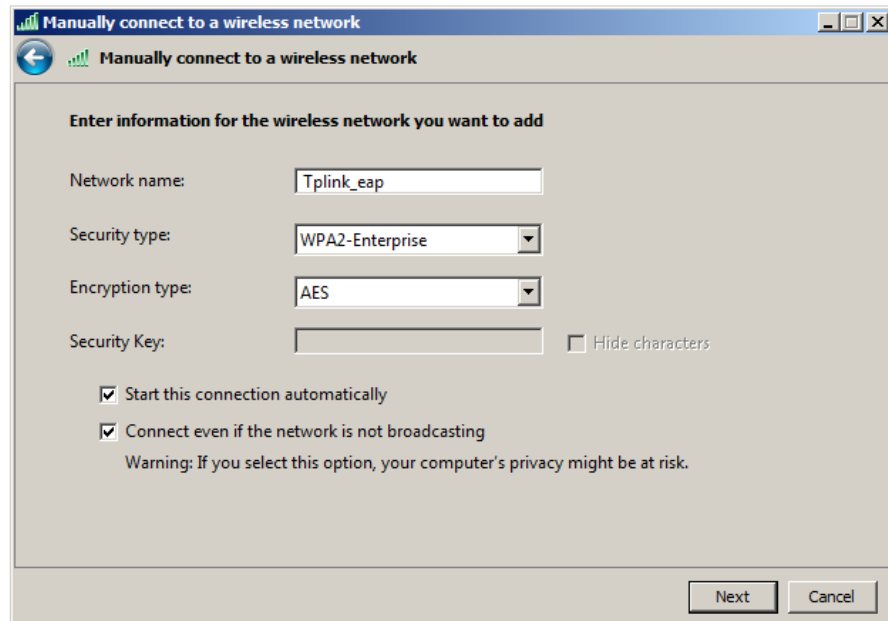 Manually connect to a wireless network
Manually connect to a wireless network
Enter information for the wireless network you want to add
Network name: Tplink_eap
Security type: WPA2-Enterprise
Encryption type: AES
Security Key: Hide characters
Start this connection automatically
Connect even if the network is not broadcasting
Warning: If you select this option, your computer's privacy might be at risk.
Next Cancel